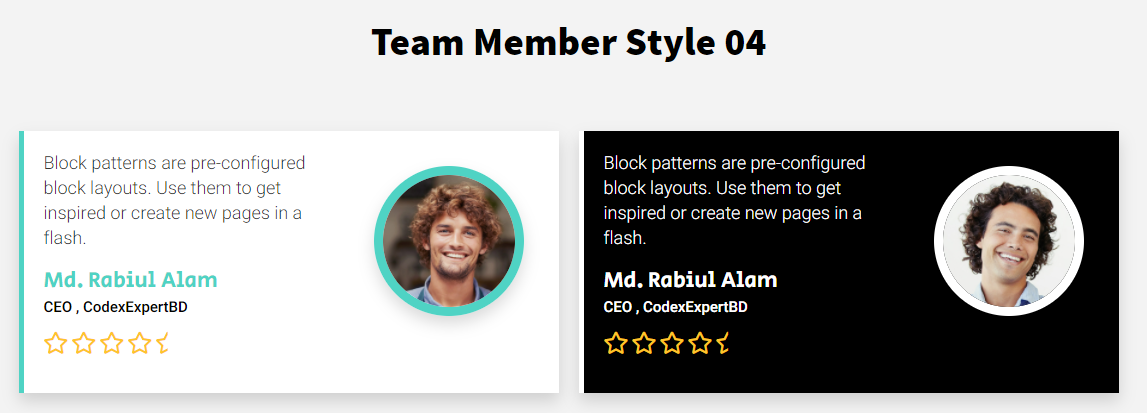 Team Member Style 04
Block patterns are pre-configured
block layouts. Use them to get
inspired or create new pages in a
flash.
Md. Rabiul Alam
CEO , CodexExpertBD
Block patterns are pre-configured
block layouts. Use them to get
inspired or create new pages in a
flash.
Md. Rabiul Alam
CEO , CodexExpertBD